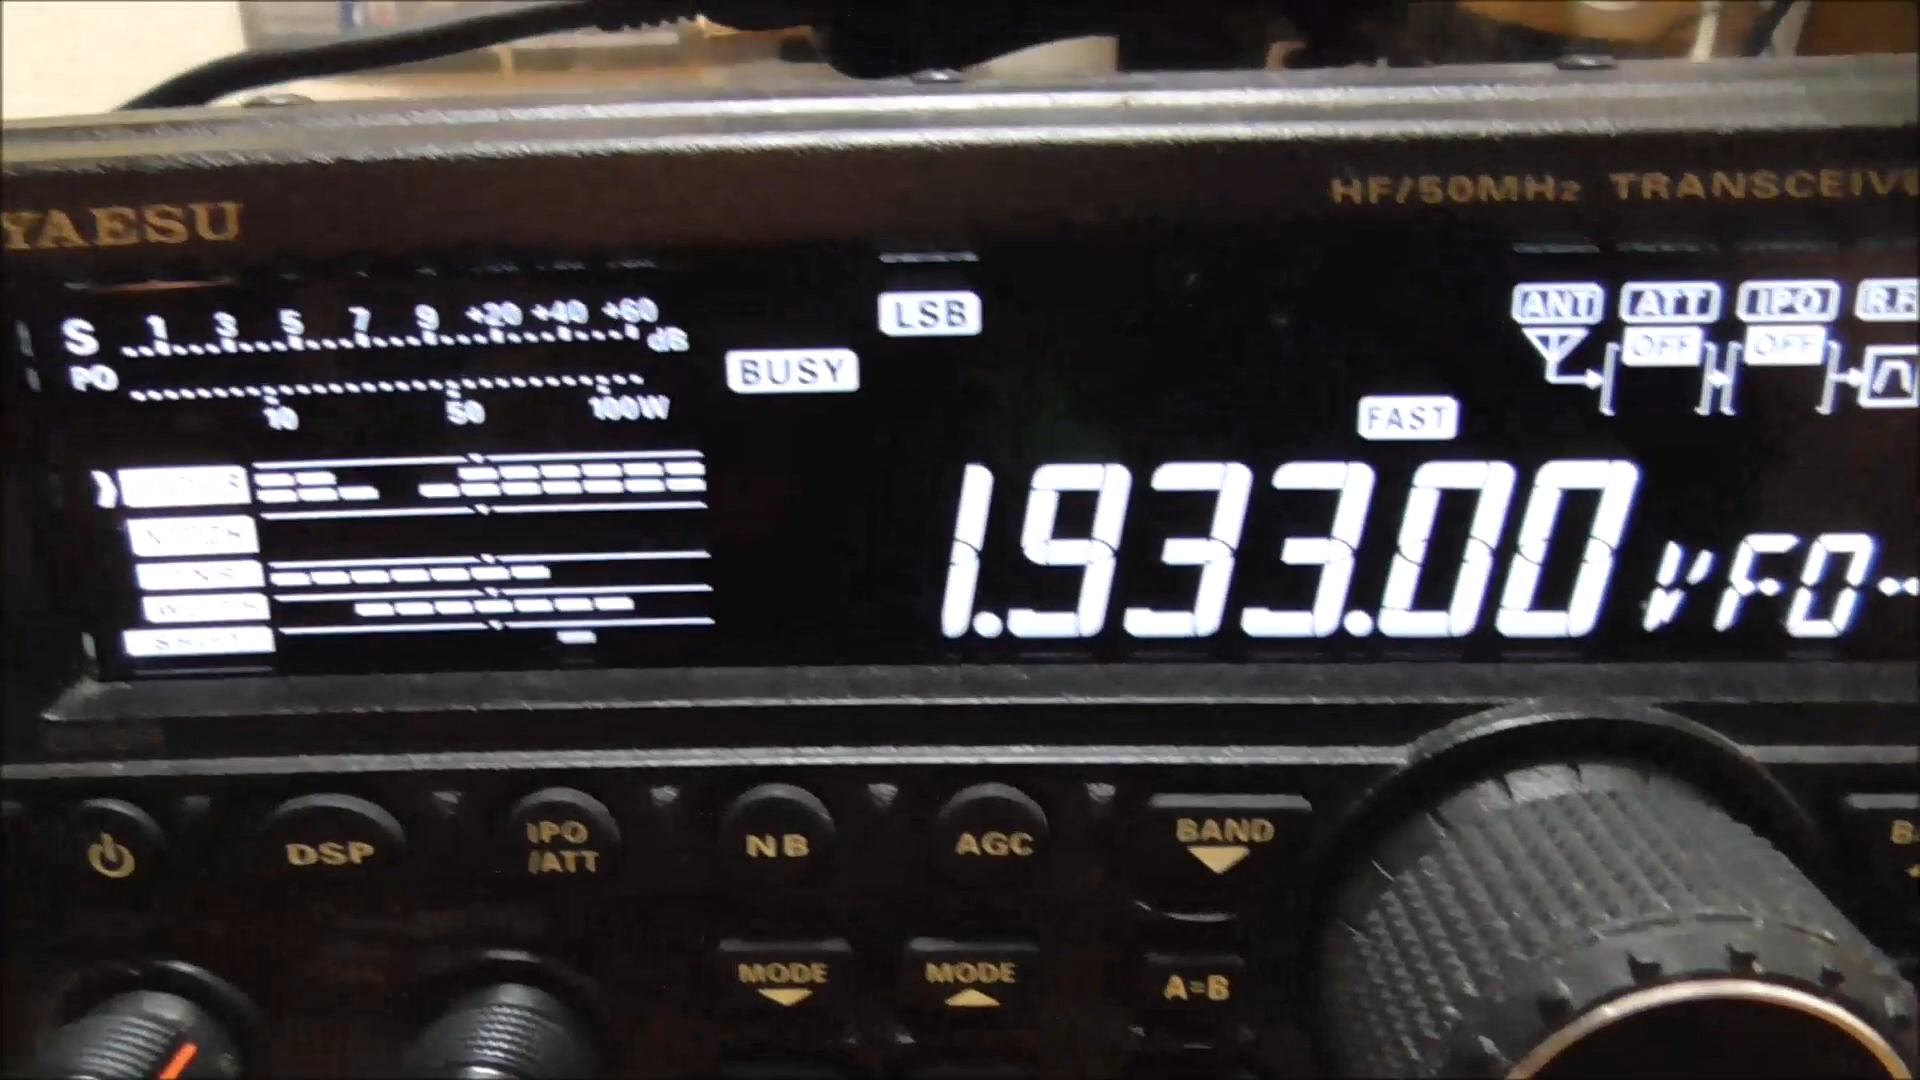 YAESU
HF/50MHz TRANSCEIV
S 1 3 5 7 9 +20 +40 +60 dB
PO
10 50 100W
BUSY
LSB
ANT ATT IPO
OFF OFF
FAST
1.933.00 VFO-
DSP
IPO
/ATT
NB
AGC
BAND
MODE
MODE
A=B